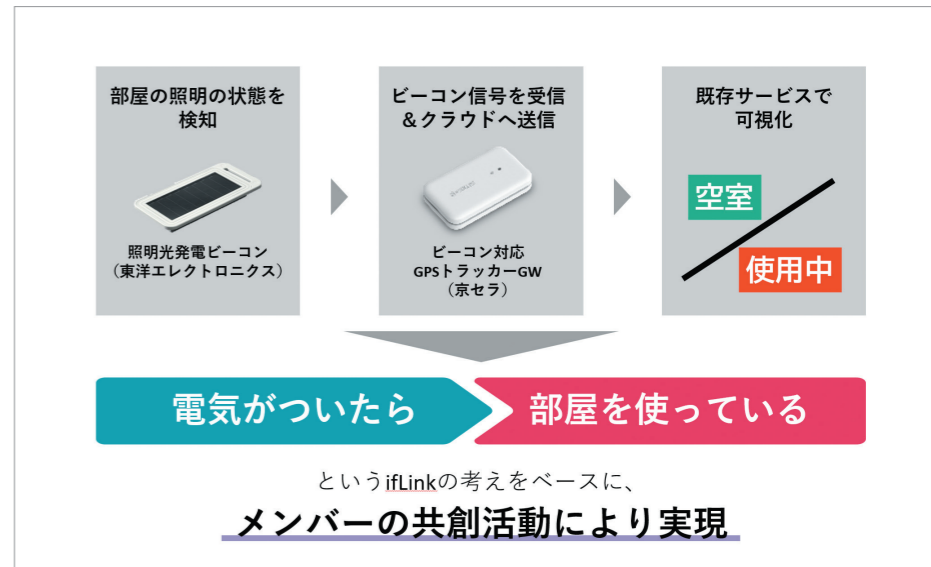 部屋の照明の状態を
検知
照明光発電ビーコン
（東洋エレクトロニクス）
ビーコン信号を受信
＆クラウドへ送信
ビーコン対応
GPSトラッカーGW
（京セラ）
既存サービスで
可視化
空室
使用中
電気がついたら
部屋を使っている
というifLinkの考えをベースに、
メンバーの共創活動により実現